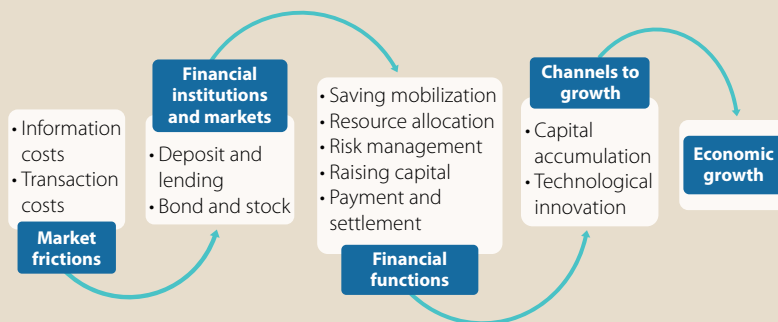 • Information
costs
• Transaction
costs
Market
frictions
Financial
institutions
and markets
• Deposit and
lending
• Bond and stock
• Saving mobilization
• Resource allocation
• Risk management
• Raising capital
• Payment and
settlement
Financial
functions
Channels to
growth
• Capital
accumulation
• Technological
innovation
Economic
growth